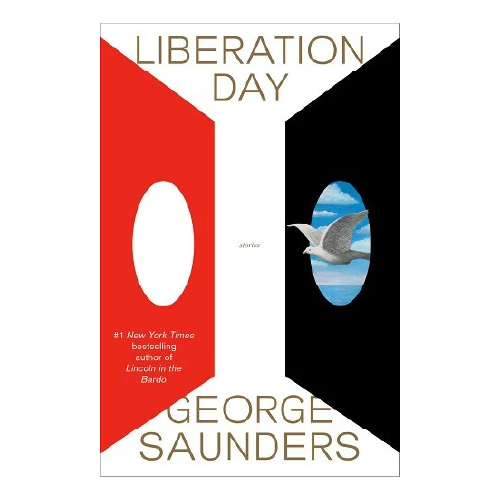 LIBERATION
DAY
stories
#1 New York Times
bestselling
author of
Lincoln in the
Bardo
GEORGE
SAUNDERS